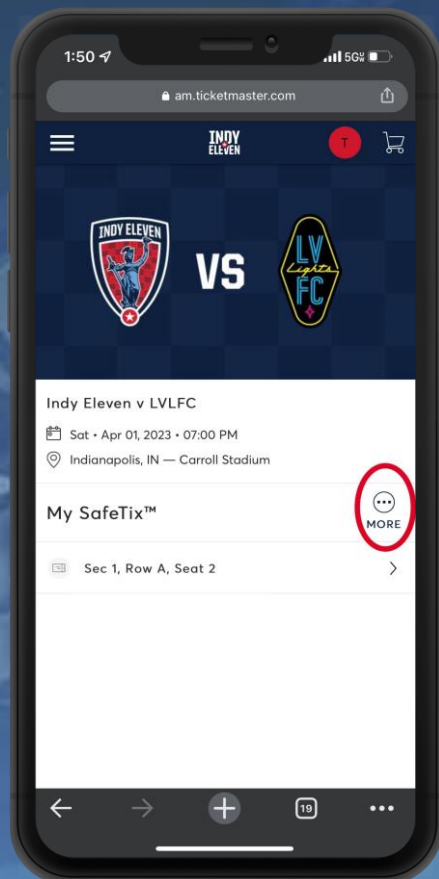 1:50
5G
am.ticketmaster.com
INDY
ELEVEN
T
INDY ELEVEN
VS
LV
Lights
FC
Indy Eleven v LVLFC
Sat • Apr 01, 2023 • 07:00 PM
Indianapolis, IN — Carroll Stadium
My SafeTix™
MORE
Sec 1, Row A, Seat 2
19